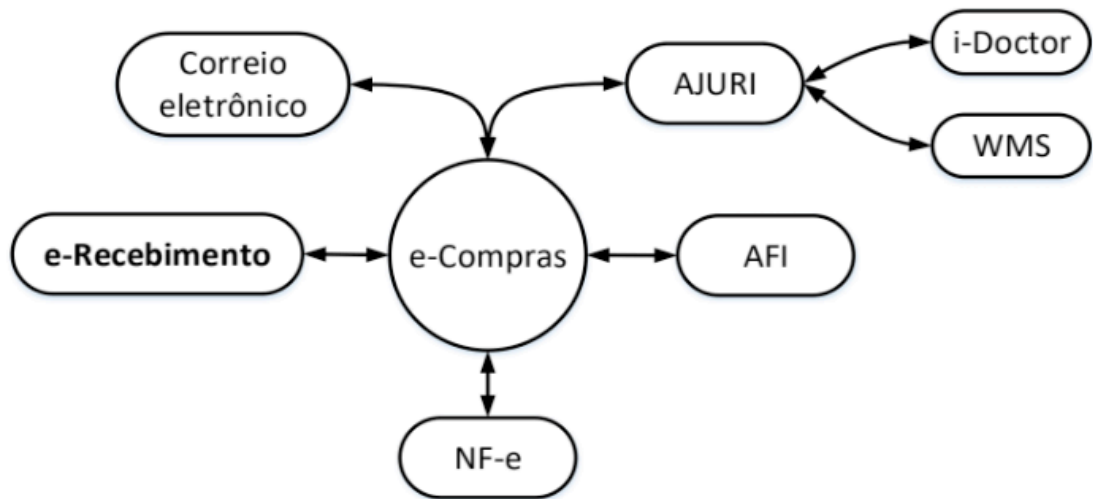 Correio
eletrônico
AJURI
i-Doctor
WMS
e-Recebimento
e-Compras
AFI
NF-e